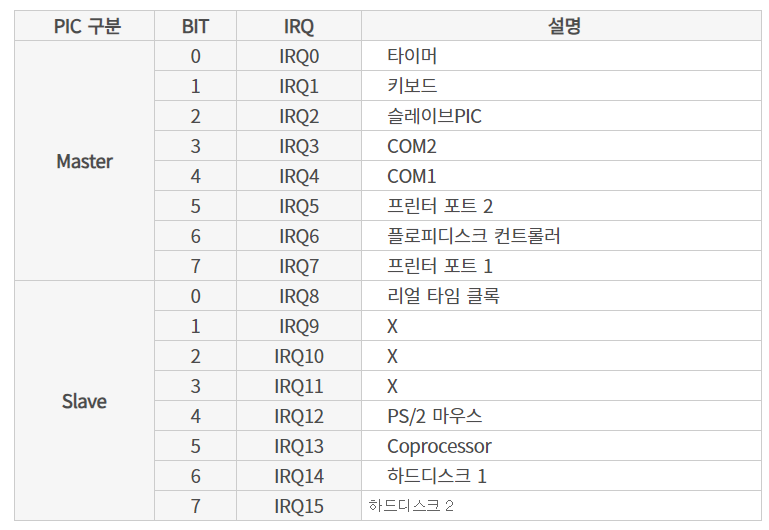 PIC 구분 BIT IRQ 설명
Master
0 IRQ0 타이머
1 IRQ1 키보드
2 IRQ2 슬레이브PIC
3 IRQ3 COM2
4 IRQ4 COM1
5 IRQ5 프린터 포트 2
6 IRQ6 플로피디스크 컨트롤러
7 IRQ7 프린터 포트 1
Slave
0 IRQ8 리얼 타임 클록
1 IRQ9 X
2 IRQ10 X
3 IRQ11 X
4 IRQ12 PS/2 마우스
5 IRQ13 Coprocessor
6 IRQ14 하드디스크 1
7 IRQ15 하드디스크 2